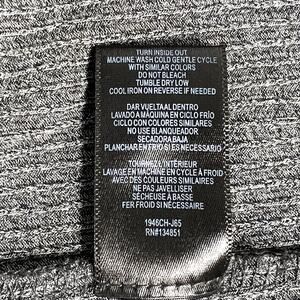 TURN INSIDE OUT
MACHINE WASH COLD GENTLE CYCLE
WITH SIMILAR COLORS
DO NOT BLEACH
TUMBLE DRY LOW
COOL IRON ON REVERSE IF NEEDED
DAR VUELTA AL DENTRO
LAVADO A MÁQUINA EN CICLO FRÍO
CICLO CON COLORES SIMILARES
NO USE BLANQUEADOR
SECADORA BAJA
PLANCHAR EN FRIO SI ES NECESSARIO
TOURNEZ L'INTÉRIEUR
LAVAGE EN MACHINE EN CYCLE À FROID
AVEC DES COULEURS SIMILAIRES
NE PAS JAVELLISER
SÉCHEUSE À BASSE
FER FROID SI NÉCESSAIRE
1946CH-J65
RN#134851